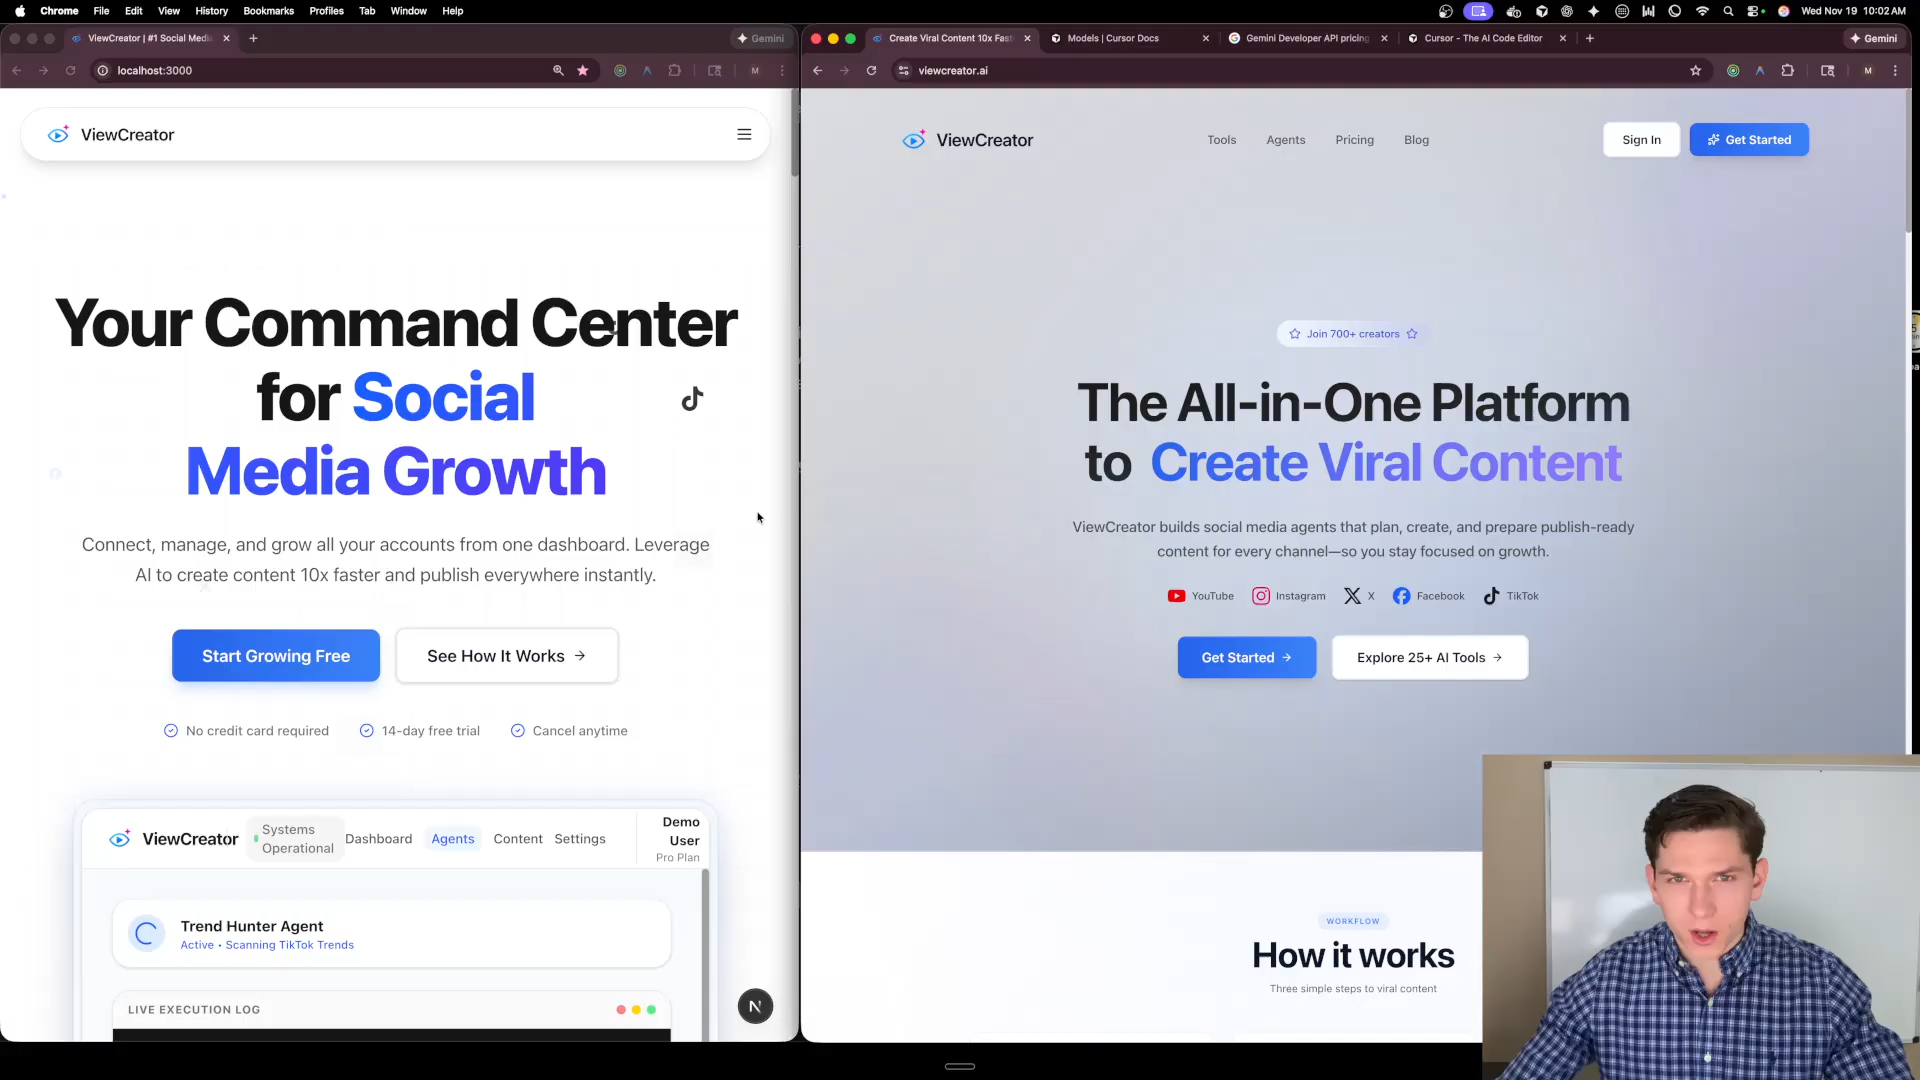 Chrome File Edit View History Bookmarks Profiles Tab Window Help
Wed Nov 19 10:02 AM
ViewCreator | #1 Social Medi
Gemini
localhost:3000
M
ViewCreator
Your Command Center
for Social
Media Growth
Connect, manage, and grow all your accounts from one dashboard. Leverage
AI to create content 10x faster and publish everywhere instantly.
Start Growing Free
See How It Works →
No credit card required
14-day free trial
Cancel anytime
ViewCreator
Systems
Operational
Dashboard
Agents
Content
Settings
Demo
User
Pro Plan
Trend Hunter Agent
Active • Scanning TikTok Trends
LIVE EXECUTION LOG
N
Create Viral Content 10x Fast
Models | Cursor Docs
Gemini Developer API pricing
Cursor - The AI Code Editor
Gemini
viewcreator.ai
M
ViewCreator
Tools
Agents
Pricing
Blog
Sign In
Get Started
Join 700+ creators
The All-in-One Platform
to Create Viral Content
ViewCreator builds social media agents that plan, create, and prepare publish-ready
content for every channel—so you stay focused on growth.
YouTube
Instagram
X
Facebook
TikTok
Get Started →
Explore 25+ AI Tools →
WORKFLOW
How it works
Three simple steps to viral content